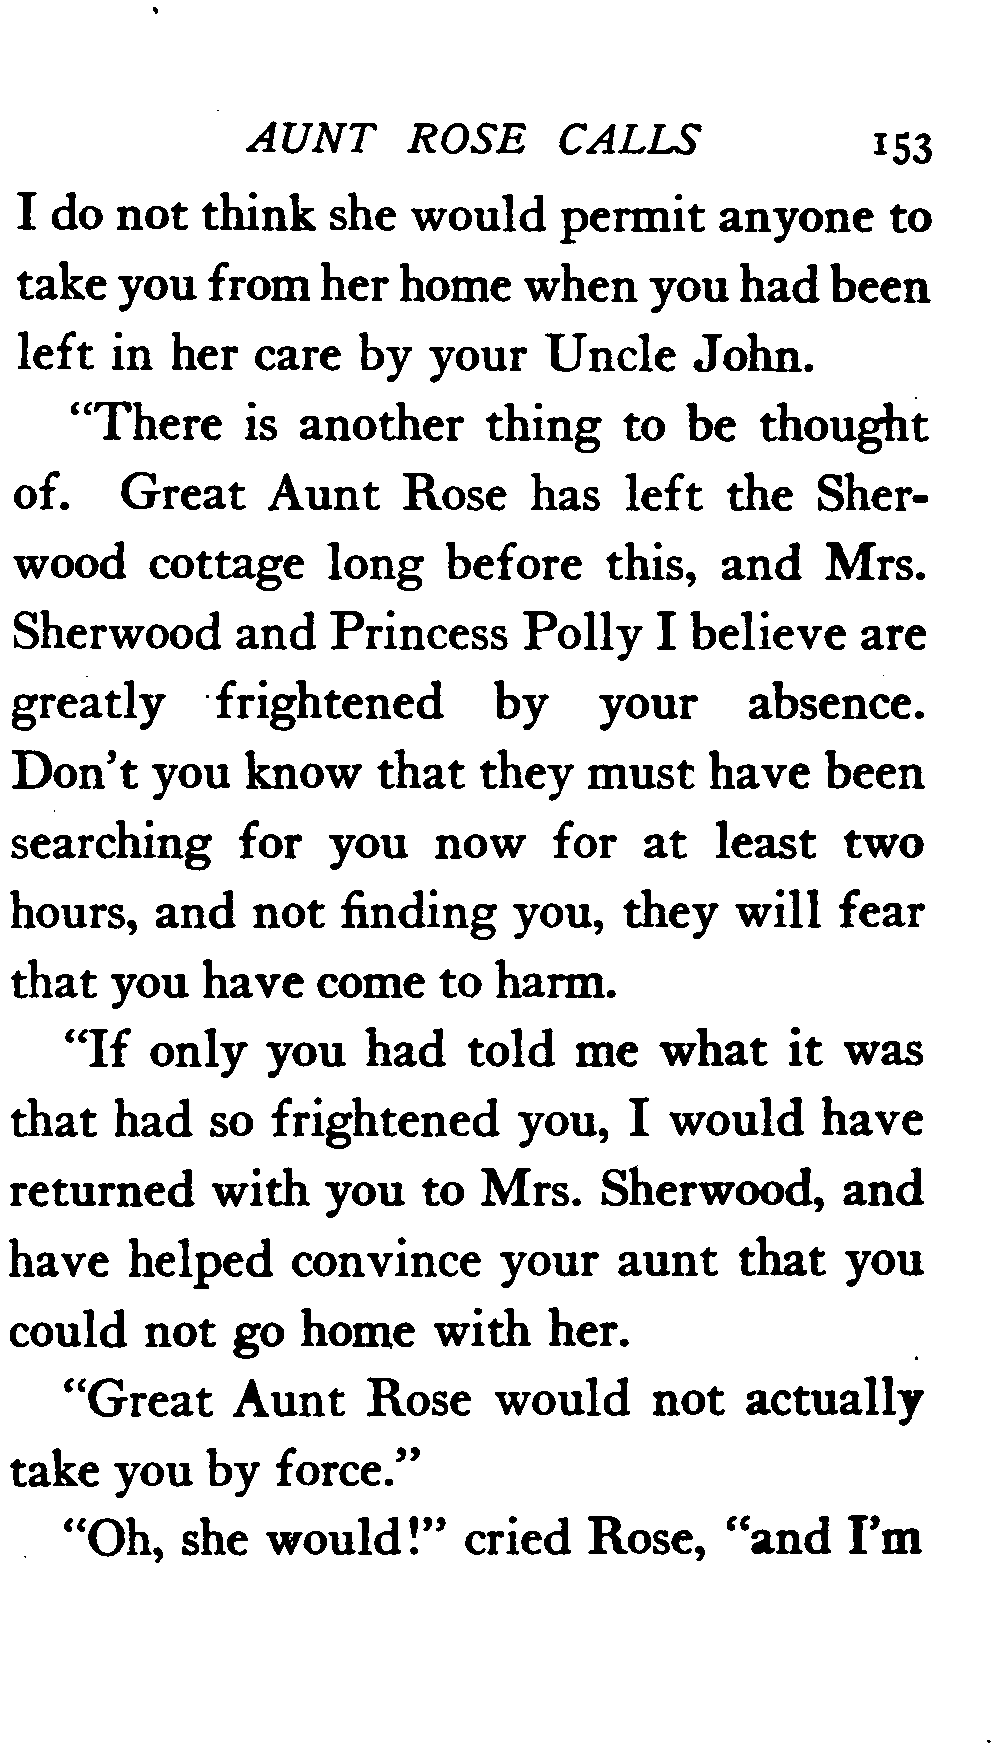 AUNT ROSE CALLS 153
I do not think she would permit anyone to
take you from her home when you had been
left in her care by your Uncle John.
“There is another thing to be thought
of. Great Aunt Rose has left the Sher-
wood cottage long before this, and Mrs.
Sherwood and Princess Polly I believe are
greatly frightened by your absence.
Don’t you know that they must have been
searching for you now for at least two
hours, and not finding you, they will fear
that you have come to harm.
“If only you had told me what it was
that had so frightened you, I would have
returned with you to Mrs. Sherwood, and
have helped convince your aunt that you
could not go home with her.
“Great Aunt Rose would not actually
take you by force.”
“Oh, she would!” cried Rose, “and I’m